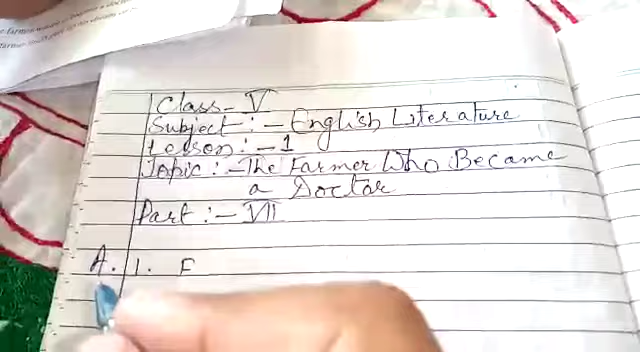 Class- V
Subject :- English Literature
Lesson :- 1
Topic :- The Farmer Who Became
a Doctor
Part :- VII
A. 1. F